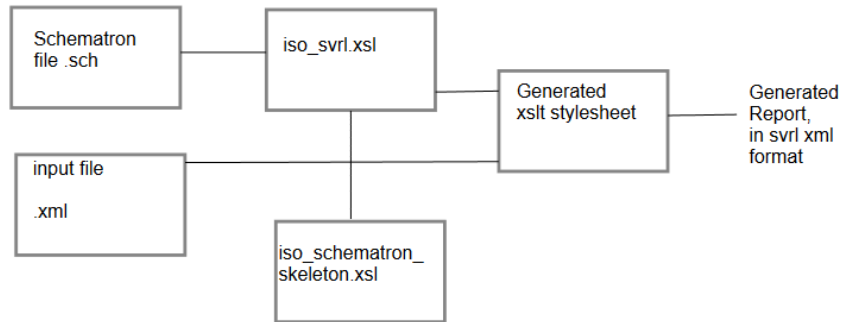 Schematron
file .sch
iso_svrl.xsl
Generated
xslt stylesheet
Generated
Report,
in svrl xml
format
input file
.xml
iso_schematron_
skeleton.xsl